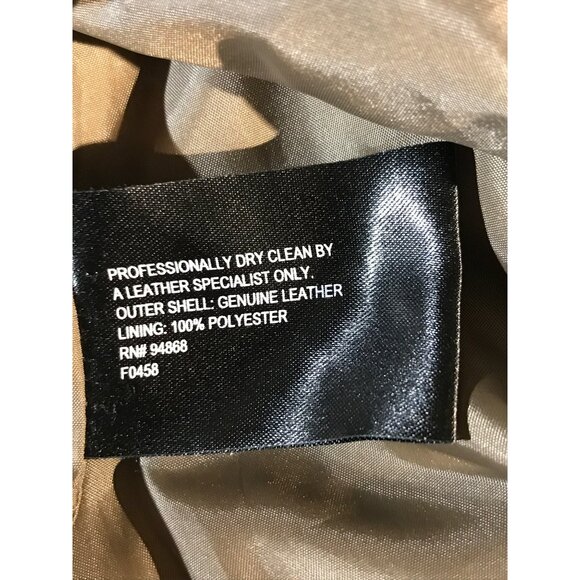 PROFESSIONALLY DRY CLEAN BY
A LEATHER SPECIALIST ONLY.
OUTER SHELL: GENUINE LEATHER
LINING: 100% POLYESTER
RN# 94868
F0458